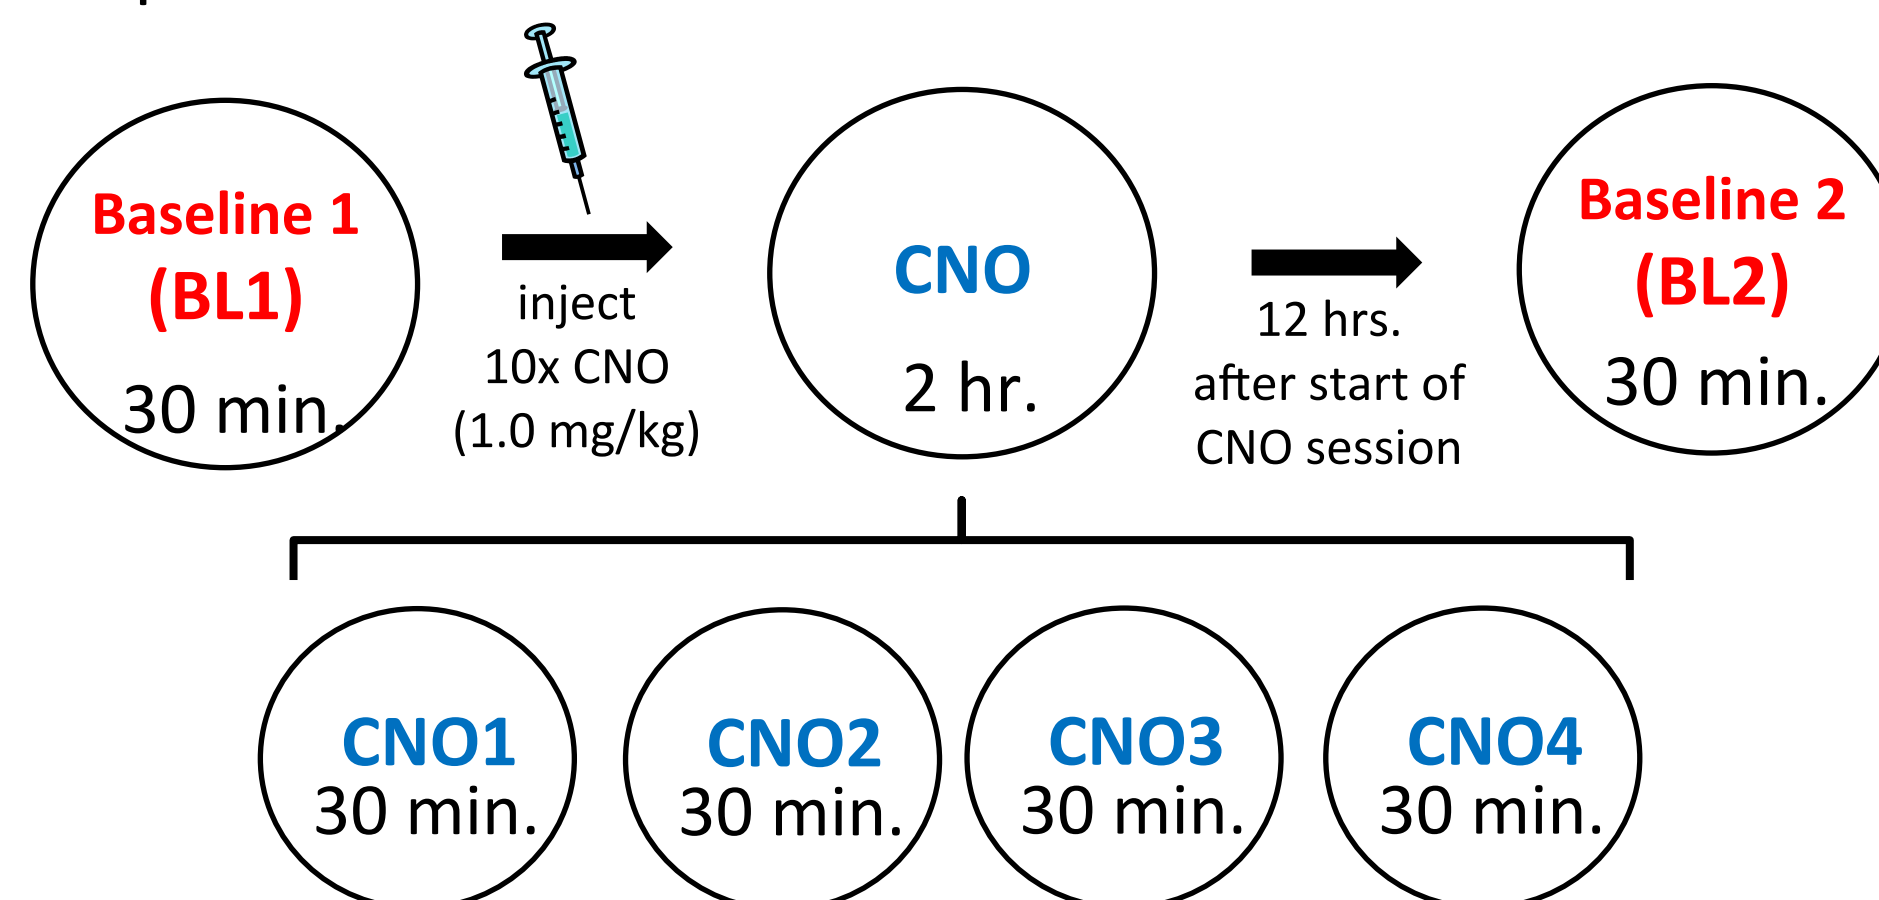 Baseline 1
(BL1)
30 min.
inject
10x CNO
(1.0 mg/kg)
CNO
2 hr.
12 hrs.
after start of
CNO session
Baseline 2
(BL2)
30 min.
CNO1
30 min.
CNO2
30 min.
CNO3
30 min.
CNO4
30 min.